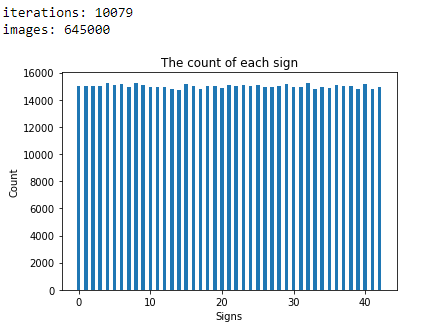 iterations: 10079
images: 645000
The count of each sign
16000
14000
12000
10000
8000
6000
4000
2000
0
Count
0 10 20 30 40
Signs